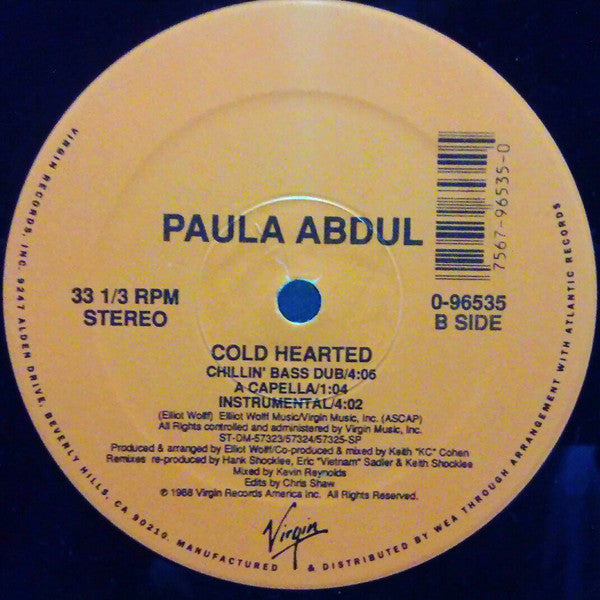 PAULA ABDUL
7567-96535-0
33 1/3 RPM
STEREO
0-96535
B SIDE
COLD HEARTED
CHILLIN' BASS DUB/4:06
A CAPELLA/1:04
INSTRUMENTAL/4:02
(Elliot Wolff) Elliot Wolff Music/Virgin Music, Inc. (ASCAP)
All Rights controlled and administered by Virgin Music, Inc.
ST-DM-57323/57324/57325-SP
Produced & arranged by Elliot Wolff/Co-produced & mixed by Keith "KC" Cohen
Remixes re-produced by Hank Shocklee, Eric "Vietnam" Sadler & Keith Shocklee
Mixed by Kevin Reynolds
Edits by Chris Shaw
℗ 1988 Virgin Records America Inc. All Rights Reserved.
Virgin
VIRGIN RECORDS, INC. 9247 ALDEN DRIVE, BEVERLY HILLS, CA 90210. MANUFACTURED & DISTRIBUTED BY WEA THROUGH ARRANGEMENT WITH ATLANTIC RECORDS